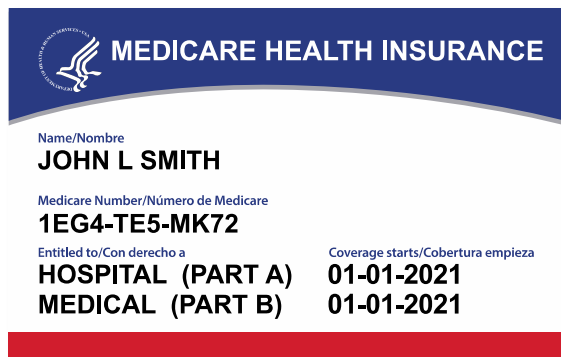 MEDICARE HEALTH INSURANCE
Name/Nombre
JOHN L SMITH
Medicare Number/Número de Medicare
1EG4-TE5-MK72
Entitled to/Con derecho a Coverage starts/Cobertura empieza
HOSPITAL (PART A) 01-01-2021
MEDICAL (PART B) 01-01-2021